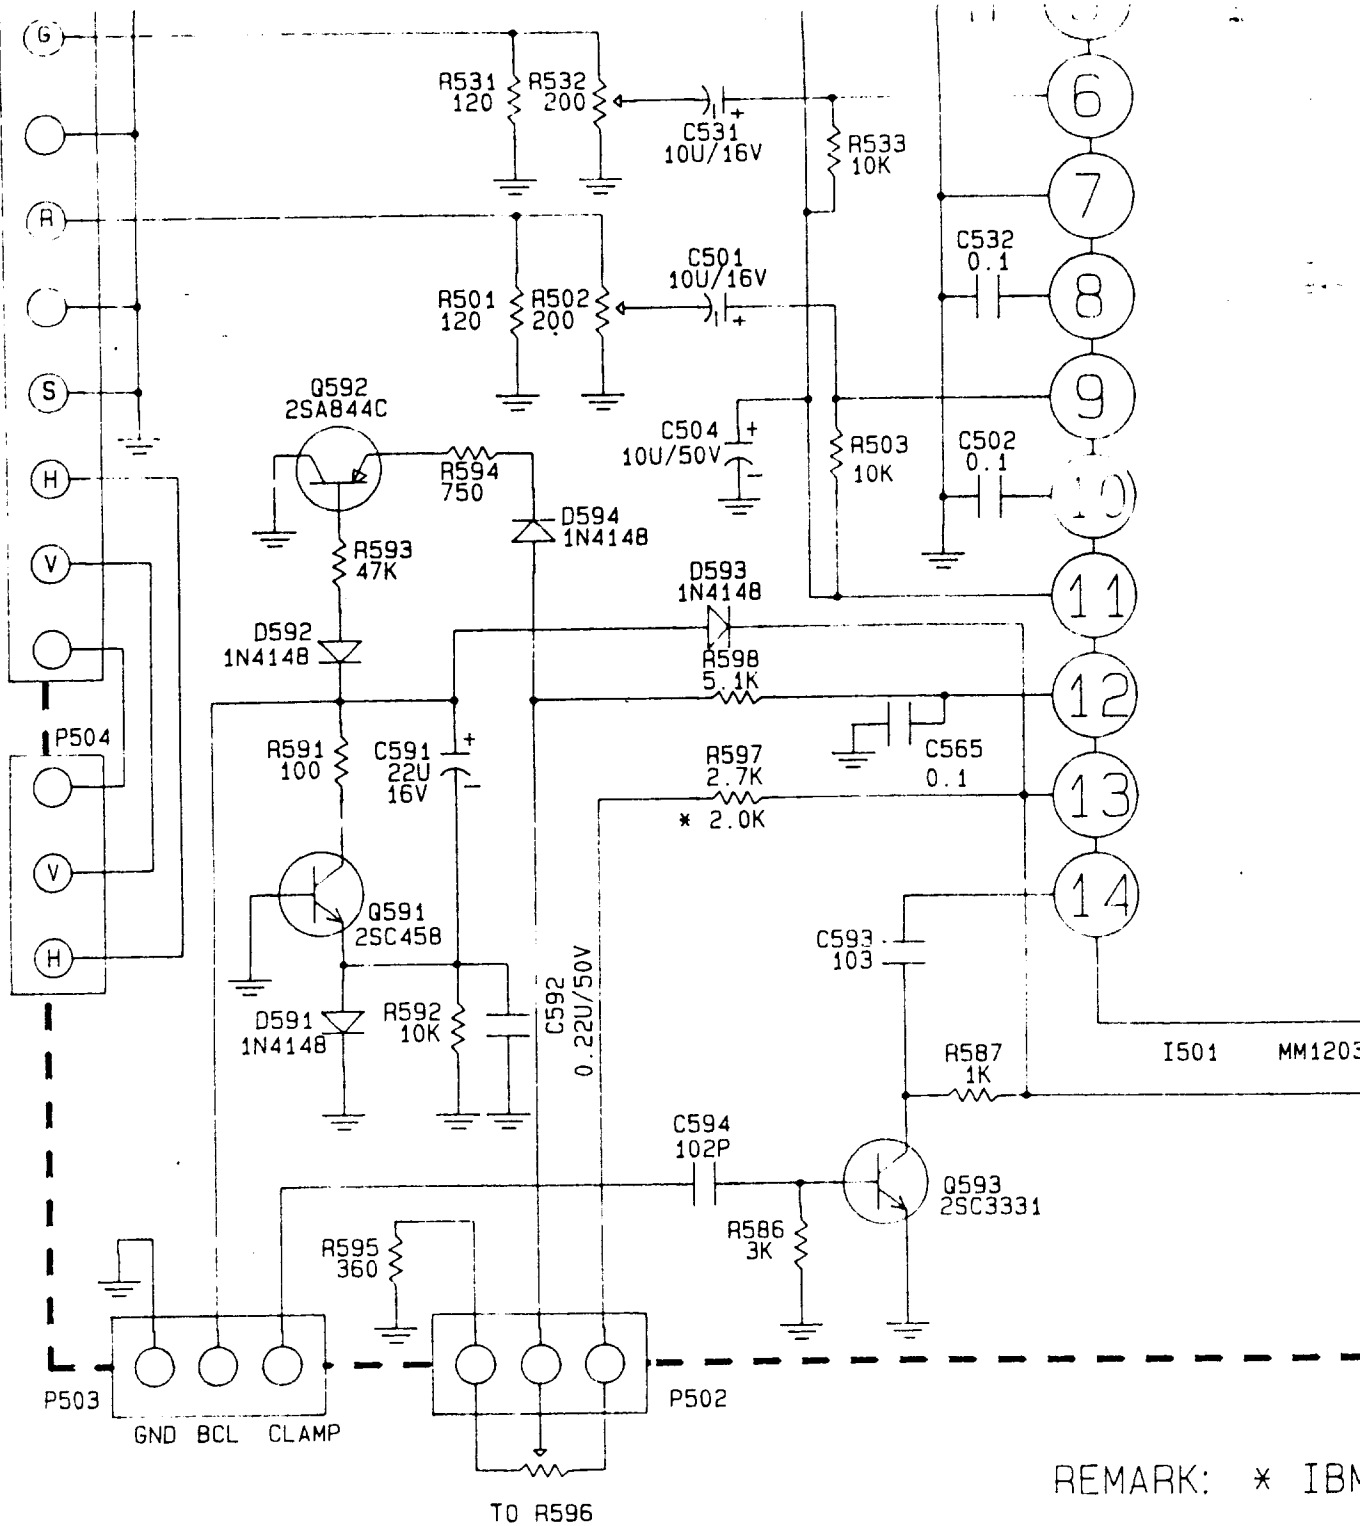 G
R531
120
R532
200
C531
10U/16V
R533
10K
6
7
R
C501
10U/16V
C532
0.1
R501
120
R502
200
8
S
Q592
2SA844C
9
C504
10U/50V
R503
10K
C502
0.1
10
H
R594
750
D594
1N4148
V
R593
47K
D593
1N4148
11
D592
1N4148
R598
5.1K
12
P504
R591
100
C591
22U
16V
R597
2.7K
* 2.0K
C565
0.1
13
V
14
Q591
2SC458
C593
103
H
D591
1N4148
R592
10K
C592
0.22U/50V
I501 MM1203
R587
1K
C594
102P
Q593
2SC3331
R586
3K
R595
360
P503
P502
GND BCL CLAMP
TO R596
REMARK: * IBM